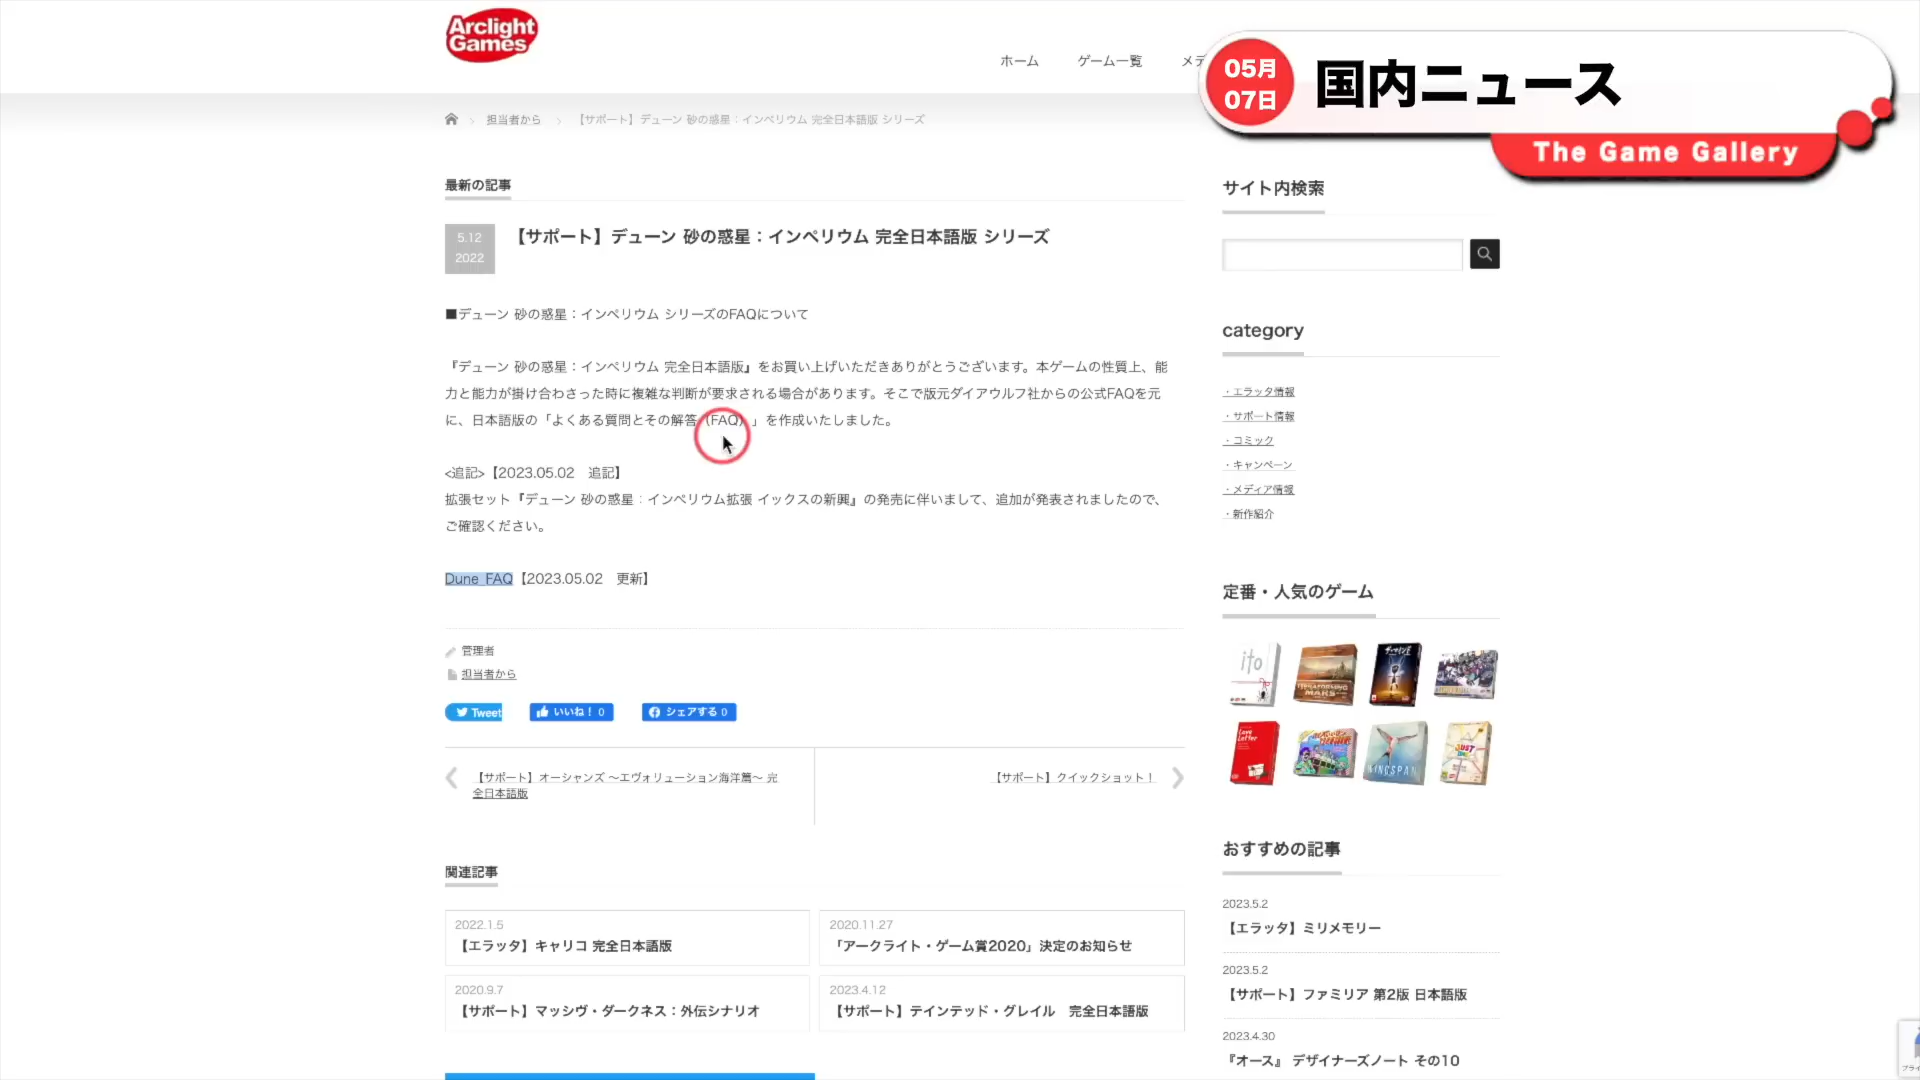 Arclight
Games
ホーム
ゲーム一覧
メデ
05月
07日
国内ニュース
The Game Gallery
担当者から
【サポート】デューン 砂の惑星：インペリウム 完全日本語版 シリーズ
最新の記事
5.12
2022
【サポート】デューン 砂の惑星：インペリウム 完全日本語版 シリーズ
■デューン 砂の惑星：インペリウム シリーズのFAQについて
『デューン 砂の惑星：インペリウム 完全日本語版』をお買い上げいただきありがとうございます。本ゲームの性質上、能
力と能力が掛け合わさった時に複雑な判断が要求される場合があります。そこで版元ダイアウルフ社からの公式FAQを元
に、日本語版の「よくある質問とその解答（FAQ）」を作成いたしました。
<追記>【2023.05.02　追記】
拡張セット『デューン 砂の惑星：インペリウム拡張 イックスの新興』の発売に伴いまして、追加が発表されましたので、
ご確認ください。
Dune_FAQ【2023.05.02　更新】
管理者
担当者から
Tweet
いいね！ 0
シェアする 0
【サポート】オーシャンズ ～エヴォリューション海洋篇～ 完
全日本語版
【サポート】クイックショット！
関連記事
2022.1.5
【エラッタ】キャリコ 完全日本語版
2020.11.27
「アークライト・ゲーム賞2020」決定のお知らせ
2020.9.7
【サポート】マッシヴ・ダークネス：外伝シナリオ
2023.4.12
【サポート】テインテッド・グレイル　完全日本語版
サイト内検索
category
・エラッタ情報
・サポート情報
・コミック
・キャンペーン
・メディア情報
・新作紹介
定番・人気のゲーム
ito
TERRAFORMING
MARS
Love
Letter
WINGSPAN
JUST
ONE
おすすめの記事
2023.5.2
【エラッタ】ミリメモリー
2023.5.2
【サポート】ファミリア 第2版 日本語版
2023.4.30
『オース』 デザイナーズノート その10
プライ